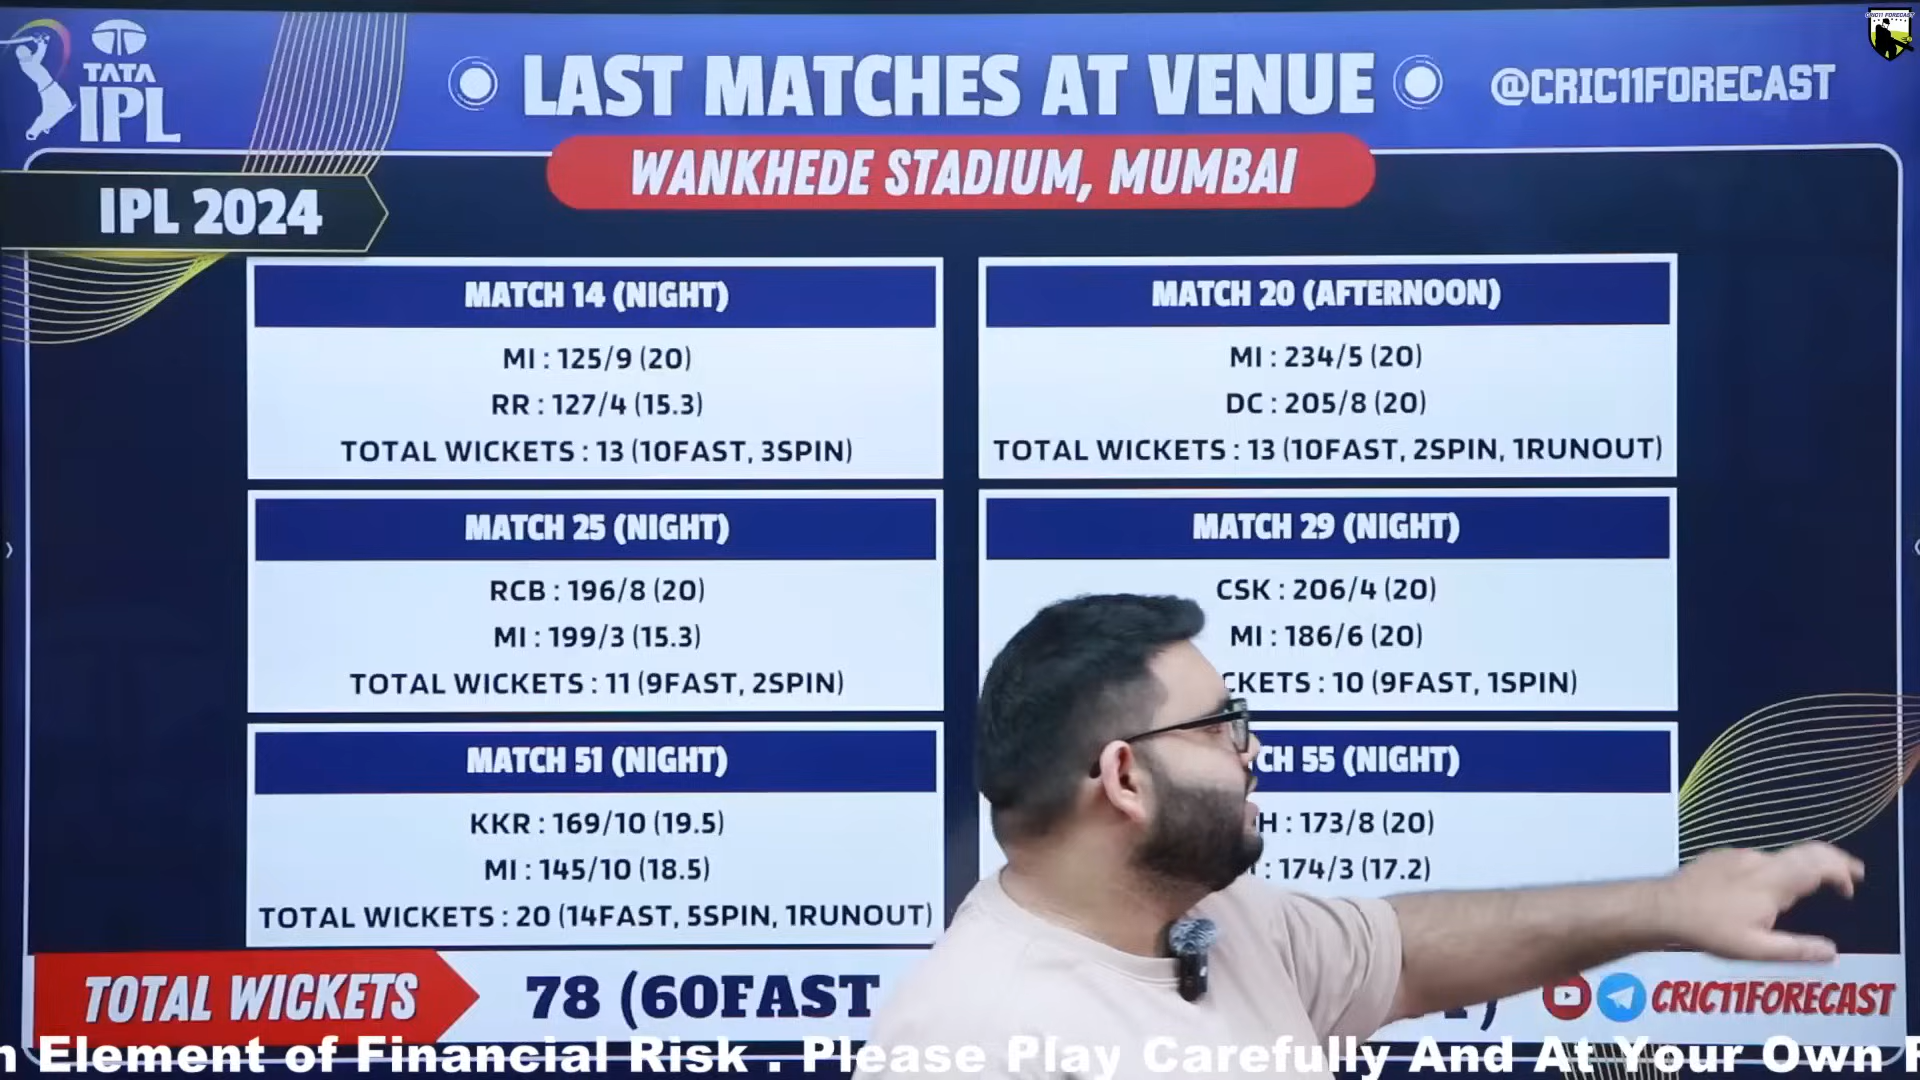 TATA
IPL
LAST MATCHES AT VENUE
@CRIC11FORECAST
CRIC11 FORECAST
WANKHEDE STADIUM, MUMBAI
IPL 2024
MATCH 14 (NIGHT)
MI : 125/9 (20)
RR : 127/4 (15.3)
TOTAL WICKETS : 13 (10FAST, 3SPIN)
MATCH 20 (AFTERNOON)
MI : 234/5 (20)
DC : 205/8 (20)
TOTAL WICKETS : 13 (10FAST, 2SPIN, 1RUNOUT)
MATCH 25 (NIGHT)
RCB : 196/8 (20)
MI : 199/3 (15.3)
TOTAL WICKETS : 11 (9FAST, 2SPIN)
MATCH 29 (NIGHT)
CSK : 206/4 (20)
MI : 186/6 (20)
CKETS : 10 (9FAST, 1SPIN)
MATCH 51 (NIGHT)
KKR : 169/10 (19.5)
MI : 145/10 (18.5)
TOTAL WICKETS : 20 (14FAST, 5SPIN, 1RUNOUT)
CH 55 (NIGHT)
H : 173/8 (20)
: 174/3 (17.2)
TOTAL WICKETS
78 (60FAST
CRIC11FORECAST
n Element of Financial Risk . Please Play Carefully And At Your Own